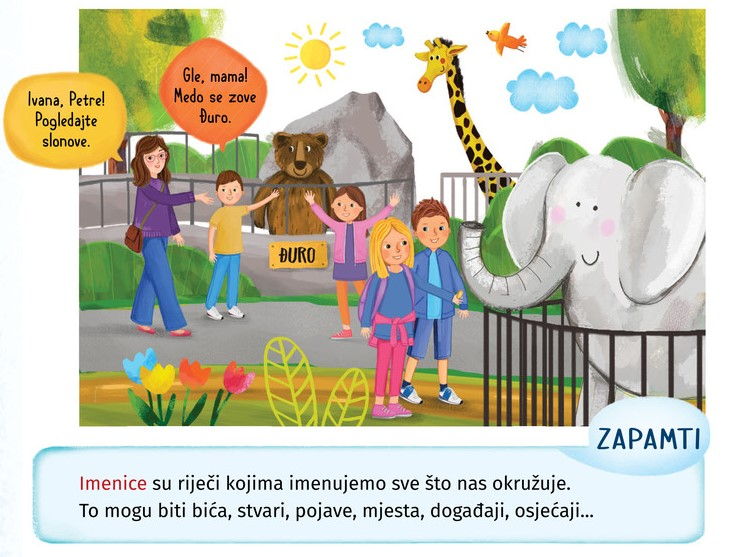 Ivana, Petre!
Pogledajte
slonove.
Gle, mama!
Medo se zove
Đuro.
ĐURO
ZAPAMTI
Imenice su riječi kojima imenujemo sve što nas okružuje.
To mogu biti bića, stvari, pojave, mjesta, događaji, osjećaji...